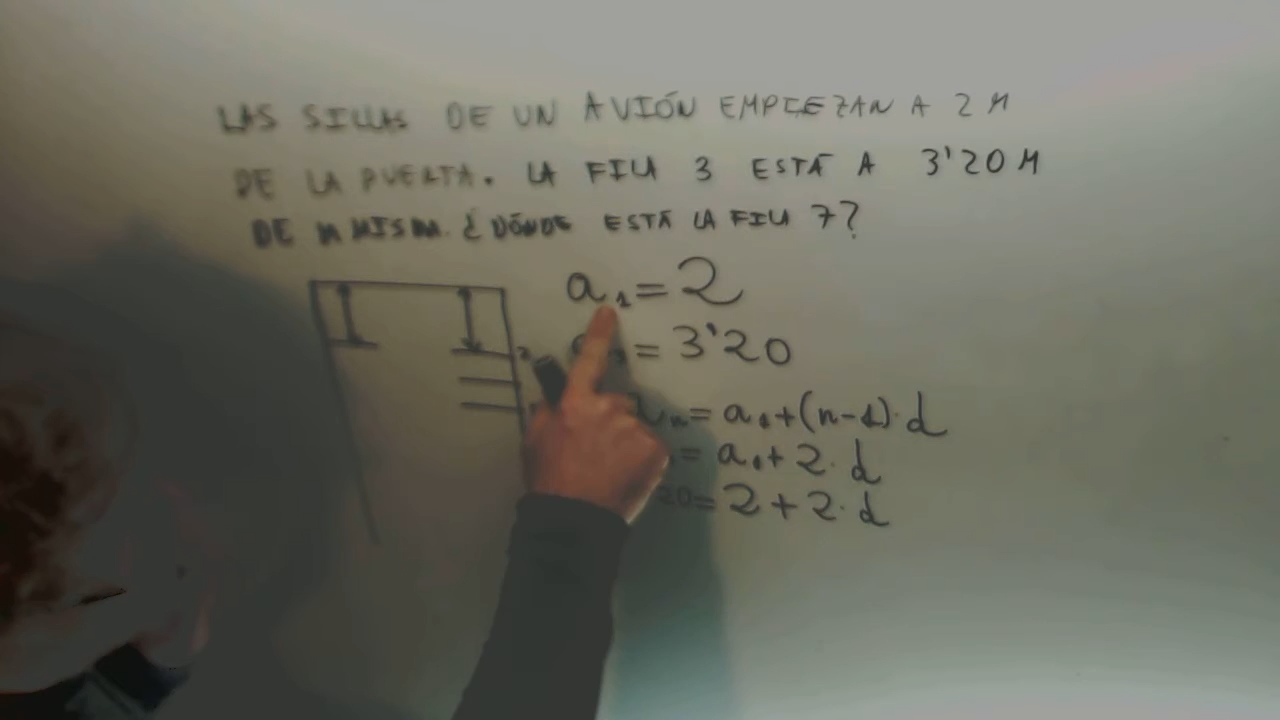 LAS SILLAS DE UN AVIÓN EMPIEZAN A 2 M
DE LA PUERTA. LA FILA 3 ESTÁ A 3'20 M
DE LA MISMA. ¿DÓNDE ESTÁ LA FILA 7?
a₁ = 2
= 3'20
= a₁ + (n-1)·d
= a₁ + 2·d
20 = 2 + 2·d